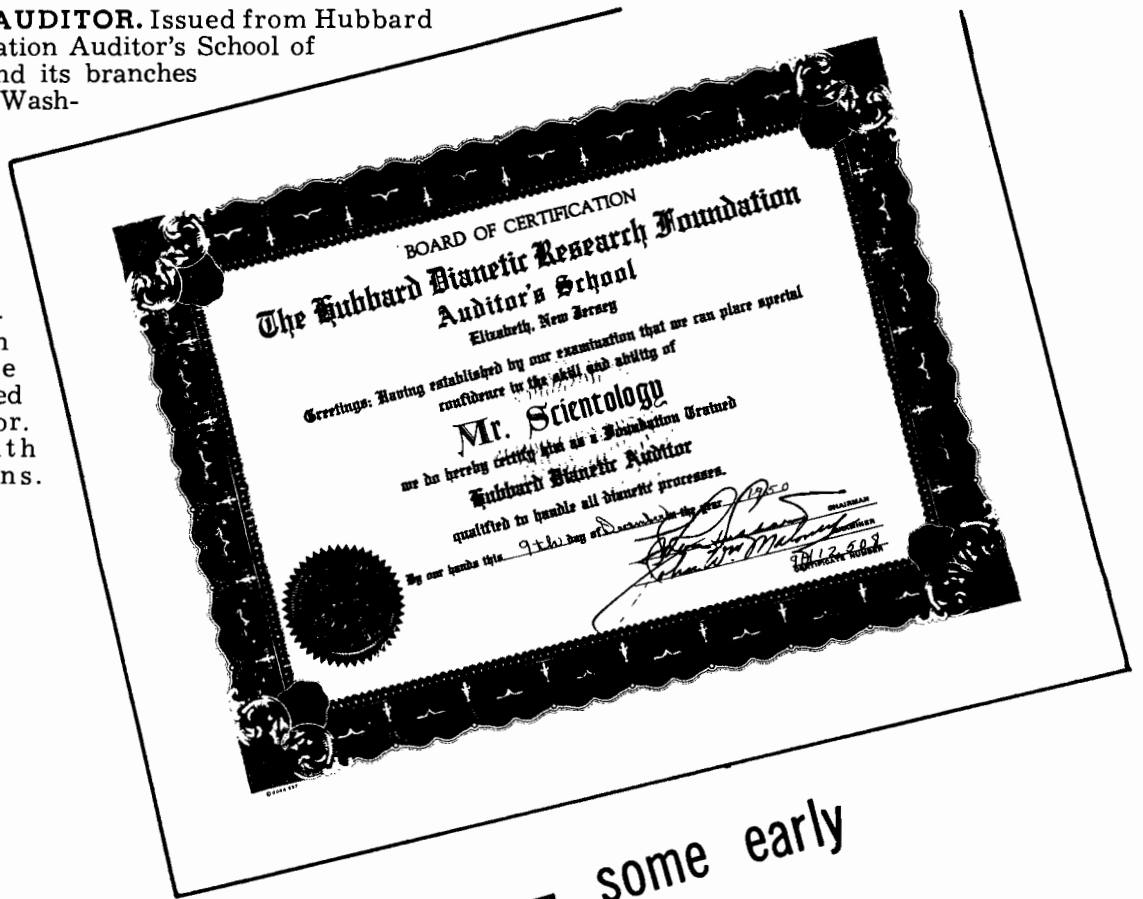 AUDITOR. Issued from Hubbard
ation Auditor's School of
nd its branches
Wash-
n
e
ed
or.
th
ns.
BOARD OF CERTIFICATION
The Hubbard Dianetic Research Foundation
Auditor's School
Elizabeth, New Jersey
Greetings: Having established by our examination that we can place special
confidence in the skill and ability of
Mr. Scientology
we do hereby certify him as a Foundation Trained
Hubbard Dianetic Auditor
qualified to handle all dianetic processes.
By our hands this 9th day of December in the year 1950
CHAIRMAN
CERTIFICATE NUMBER
some early